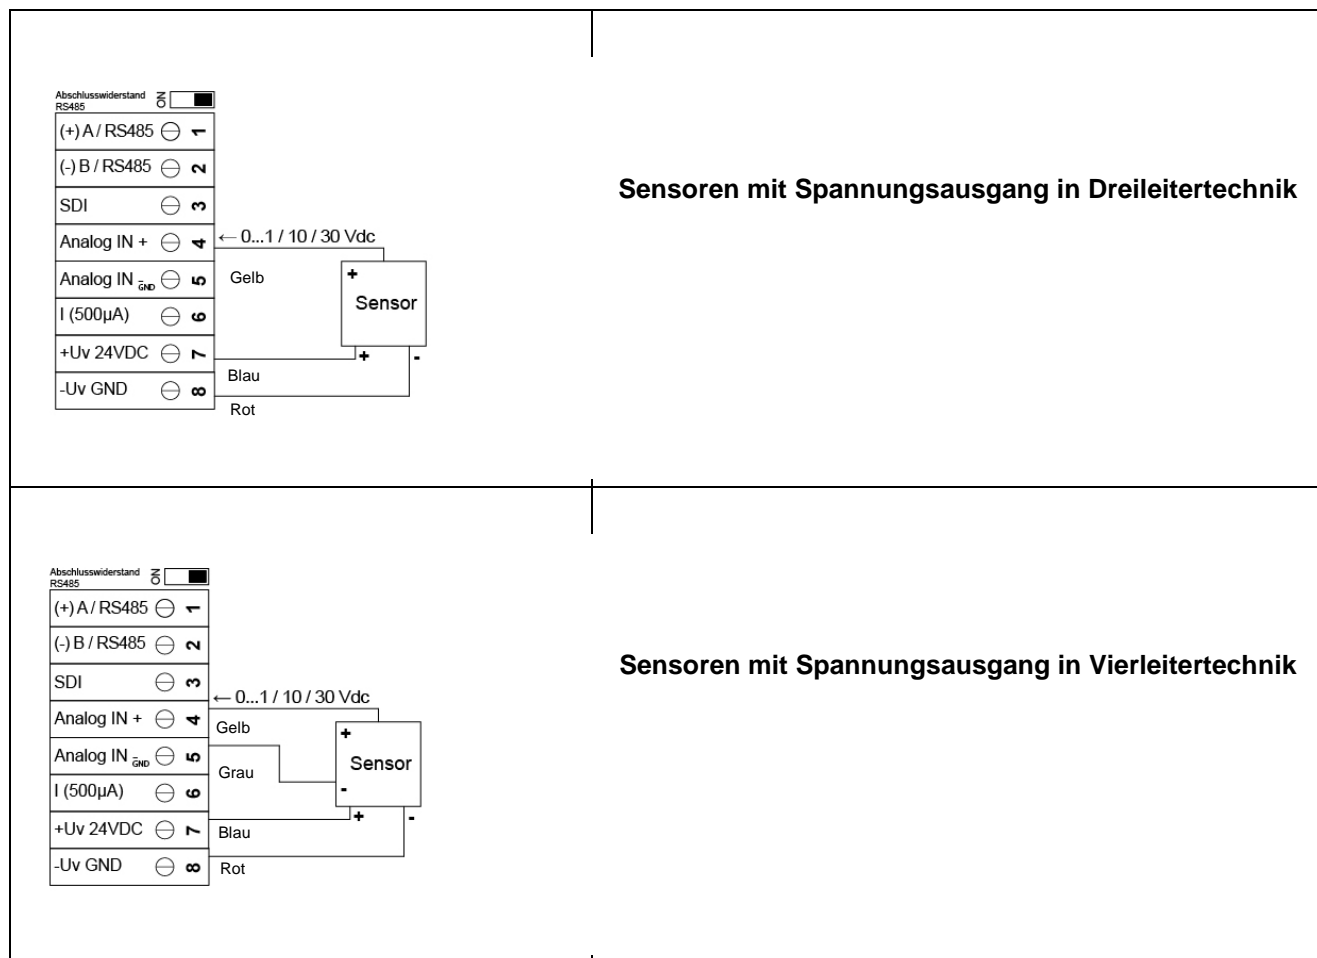 Abschlusswiderstand
RS485
ON
(+) A / RS485 1
(-) B / RS485 2
SDI 3
Analog IN + 4
← 0...1 / 10 / 30 Vdc
Analog IN -GND 5
Gelb
I (500µA) 6
+Uv 24VDC 7
Blau
-Uv GND 8
Rot
+
Sensor
+ -
Sensoren mit Spannungsausgang in Dreileitertechnik
Abschlusswiderstand
RS485
ON
(+) A / RS485 1
(-) B / RS485 2
SDI 3
← 0...1 / 10 / 30 Vdc
Analog IN + 4
Gelb
Analog IN -GND 5
Grau
I (500µA) 6
+Uv 24VDC 7
Blau
-Uv GND 8
Rot
+
Sensor
-
+ -
Sensoren mit Spannungsausgang in Vierleitertechnik